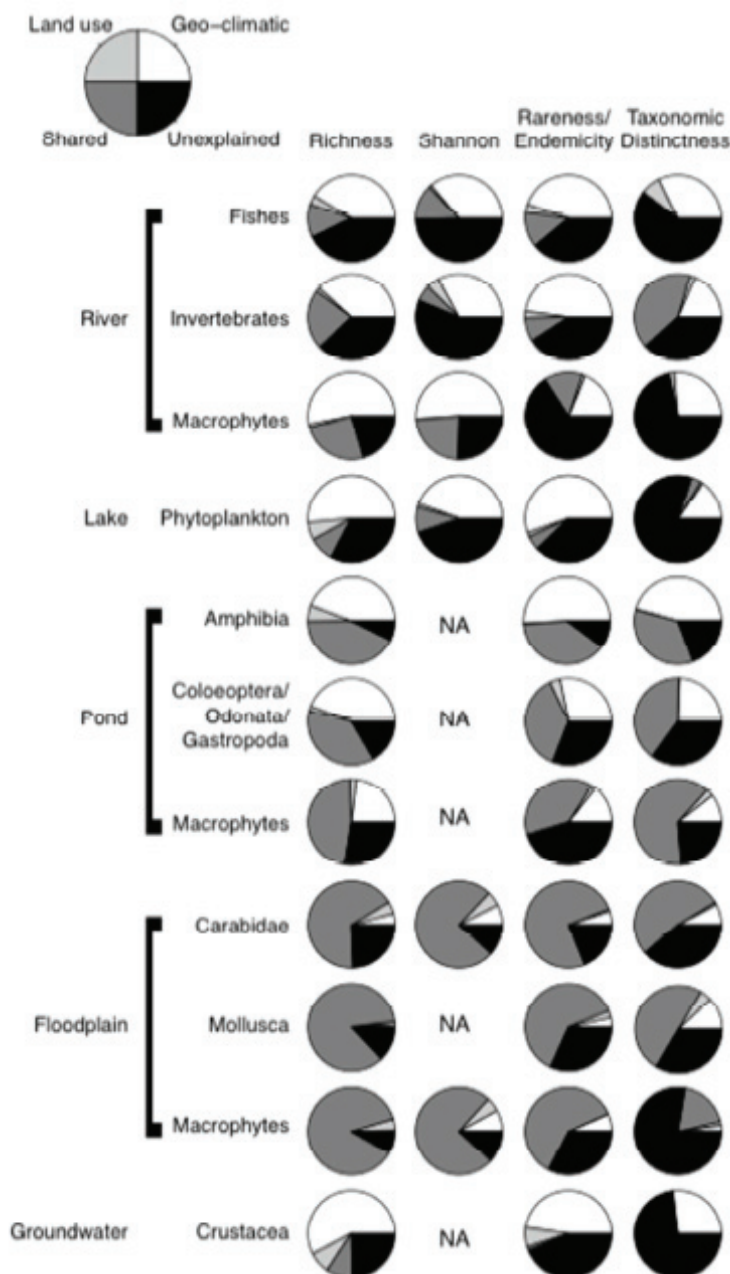 Land use Geo-climatic
Shared Unexplained
Richness Shannon Rareness/ Endemicity Taxonomic Distinctness
River
Fishes
Invertebrates
Macrophytes
Lake Phytoplankton
Pond
Amphibia
NA
Coloeoptera/
Odonata/
Gastropoda
NA
Macrophytes
NA
Floodplain
Carabidae
Mollusca
NA
Macrophytes
Groundwater Crustacea
NA